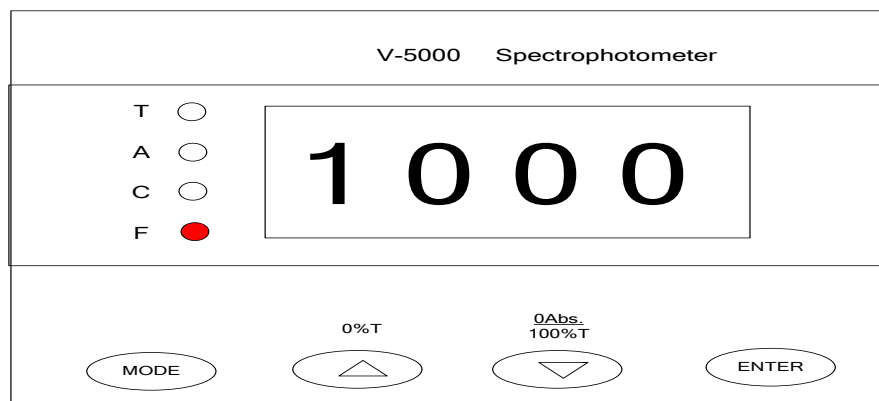 V-5000 Spectrophotometer
T
A
C
F
1000
0%T
0Abs.
100%T
MODE
ENTER